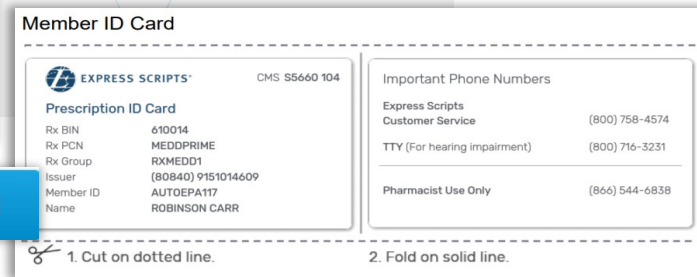 Member ID Card
EXPRESS SCRIPTS®
CMS S5660 104
Prescription ID Card
Rx BIN 610014
Rx PCN MEDDPRIME
Rx Group RXMEDD1
Issuer (80840) 9151014609
Member ID AUTOEPA117
Name ROBINSON CARR
Important Phone Numbers
Express Scripts
Customer Service (800) 758-4574
TTY (For hearing impairment) (800) 716-3231
Pharmacist Use Only (866) 544-6838
1. Cut on dotted line.
2. Fold on solid line.